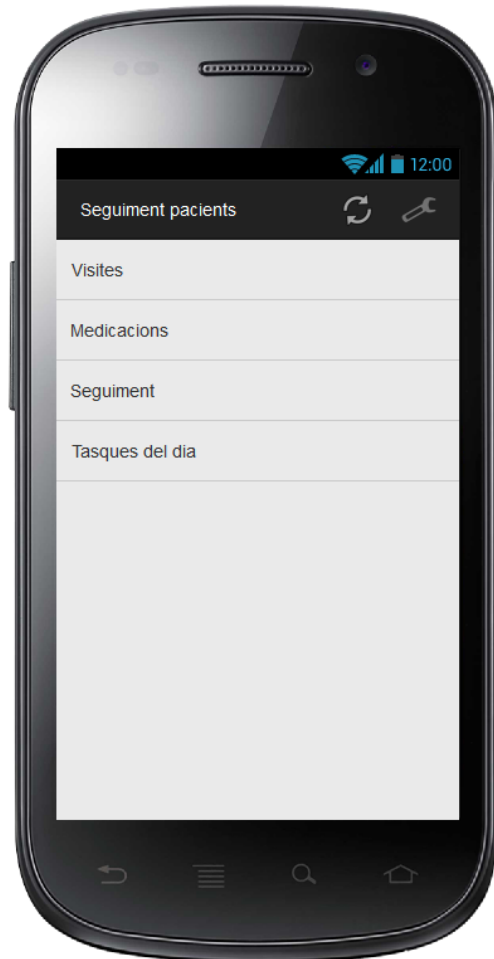 12:00
Seguiment pacients
Visites
Medicacions
Seguiment
Tasques del dia